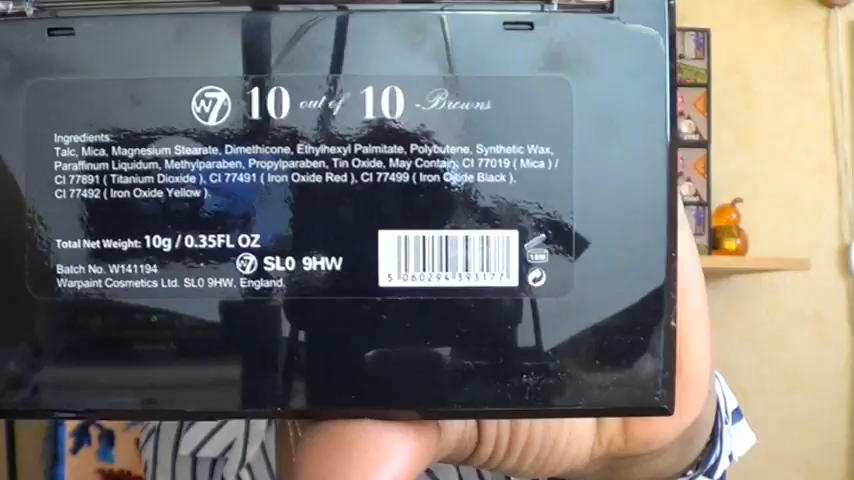 W7 10 out of 10 -Browns
Ingredients:
Talc, Mica, Magnesium Stearate, Dimethicone, Ethylhexyl Palmitate, Polybutene, Synthetic Wax,
Paraffinum Liquidum, Methylparaben, Propylparaben, Tin Oxide, May Contain: CI 77019 ( Mica ) /
CI 77891 ( Titanium Dioxide ), CI 77491 ( Iron Oxide Red ), CI 77499 ( Iron Oxide Black ),
CI 77492 ( Iron Oxide Yellow ).
Total Net Weight: 10g / 0.35FL OZ
W7 SL0 9HW
Batch No. W141194
Warpaint Cosmetics Ltd. SL0 9HW, England.
5 060294 393177
18M